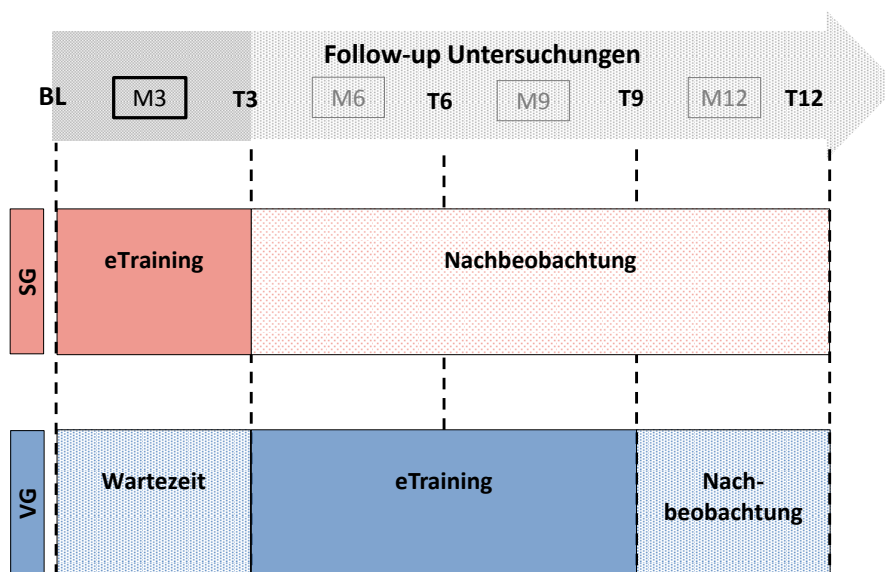 Follow-up Untersuchungen
BL M3 T3 M6 T6 M9 T9 M12 T12
SG
eTraining
Nachbeobachtung
VG
Wartezeit
eTraining
Nach-
beobachtung